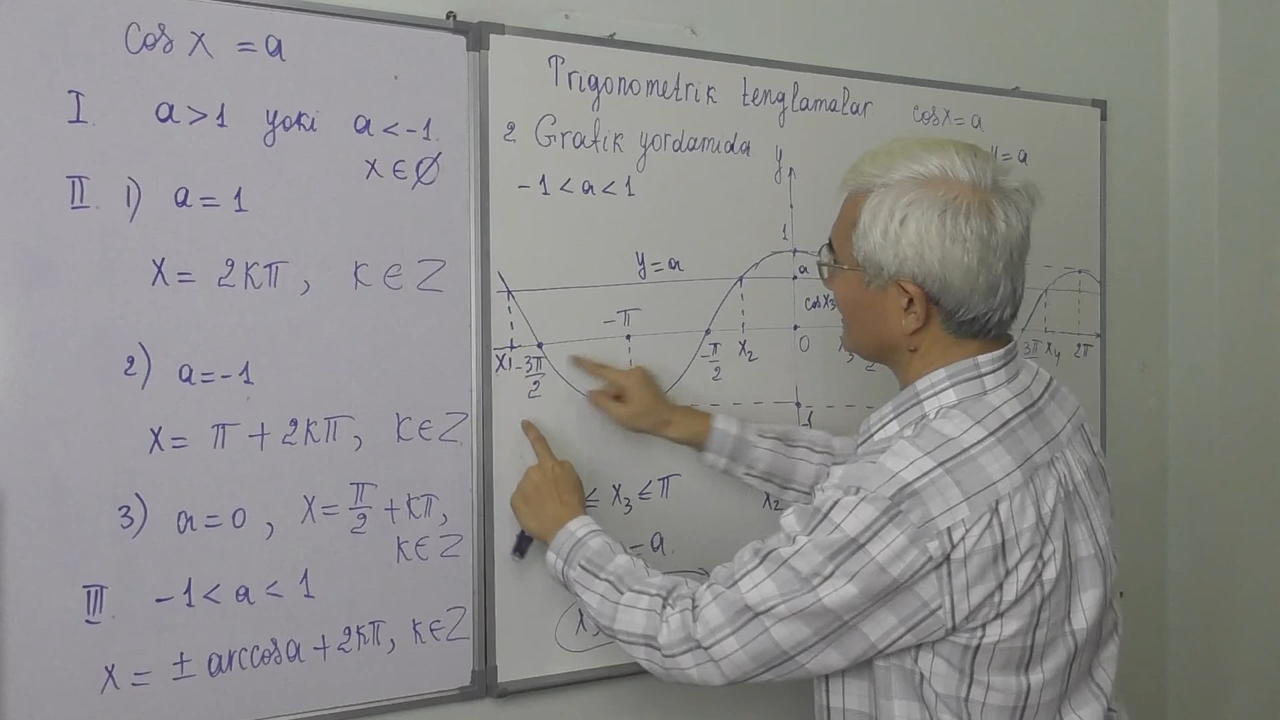 cos x = a
I. a > 1 yoki a < -1.
x ∈ ∅
II. 1) a = 1
x = 2kπ, k ∈ Z
2) a = -1
x = π + 2kπ, k ∈ Z
3) a = 0, x = π/2 + kπ,
k ∈ Z
III. -1 < a < 1
x = ± arccos a + 2kπ, k ∈ Z
Trigonometrik tenglamalar cos x = a
2 Grafik yordamida
y = a
-1 < a < 1
y
1
y = a
a
cos x₃
-π
x₁ -3π/2 -π/2 x₂ 0 3π x₄ 2π
-1
≤ x₃ ≤ π
x₂
= a.